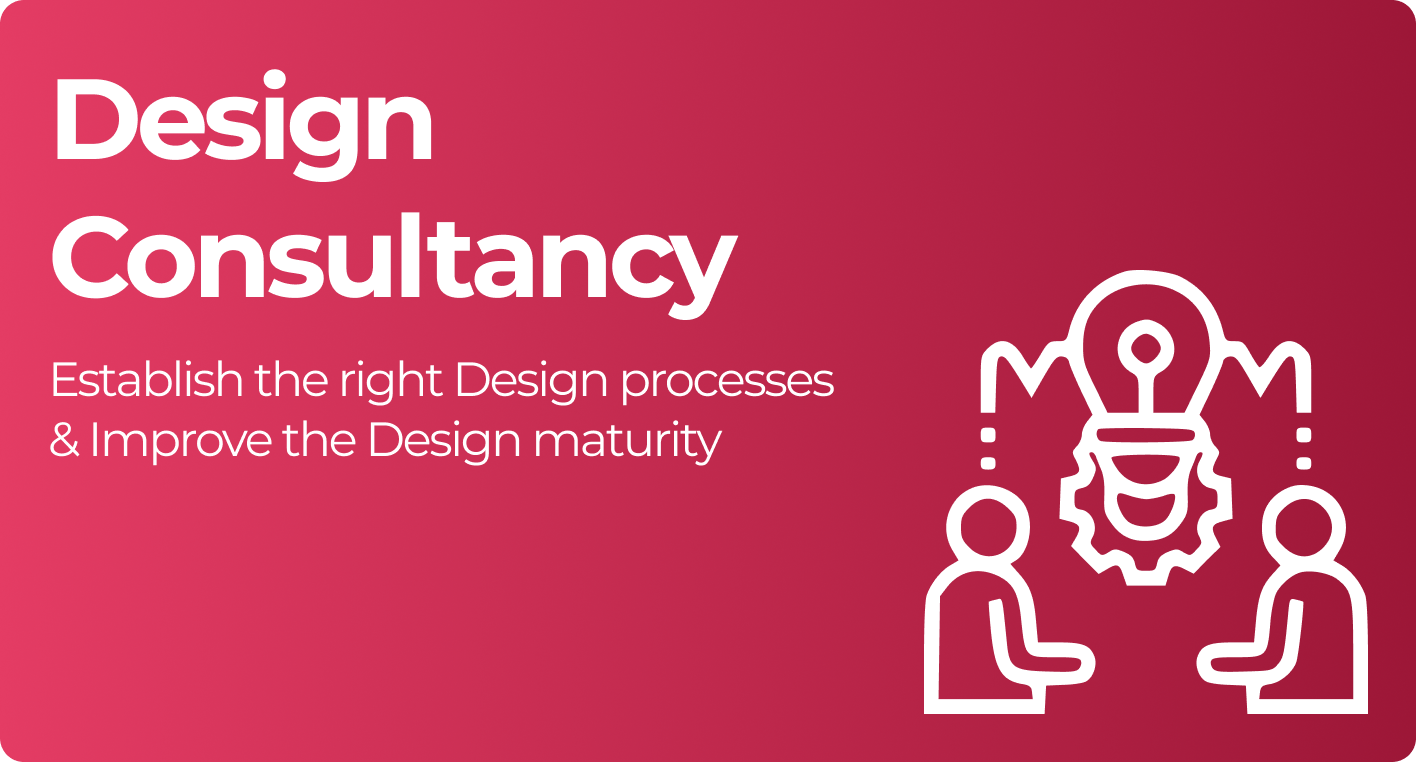 Design
Consultancy
Establish the right Design processes
& Improve the Design maturity